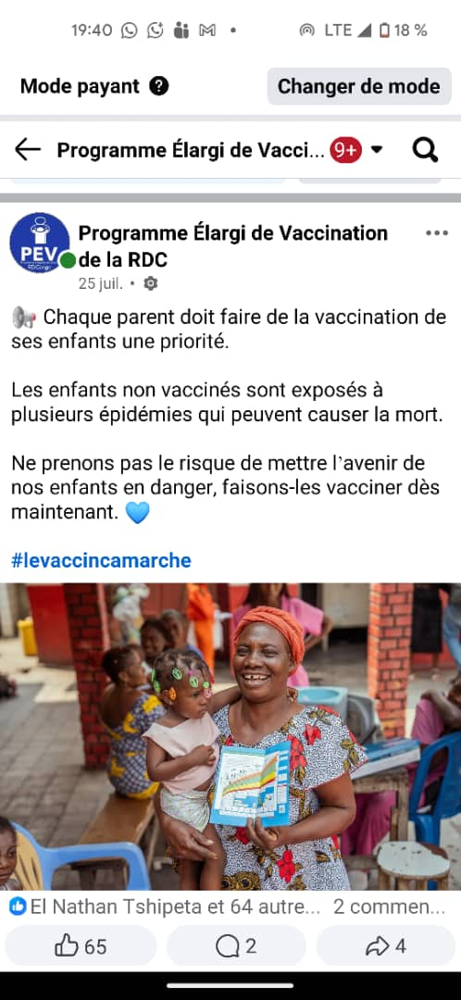 19:40
LTE 18 %
Mode payant
Changer de mode
Programme Élargi de Vacci... 9+
PEV
Programme Élargi de Vaccination
de la RDC
25 juil. •
Chaque parent doit faire de la vaccination de
ses enfants une priorité.
Les enfants non vaccinés sont exposés à
plusieurs épidémies qui peuvent causer la mort.
Ne prenons pas le risque de mettre l’avenir de
nos enfants en danger, faisons-les vacciner dès
maintenant.
#levaccincamarche
El Nathan Tshipeta et 64 autre... 2 commen...
65
2
4